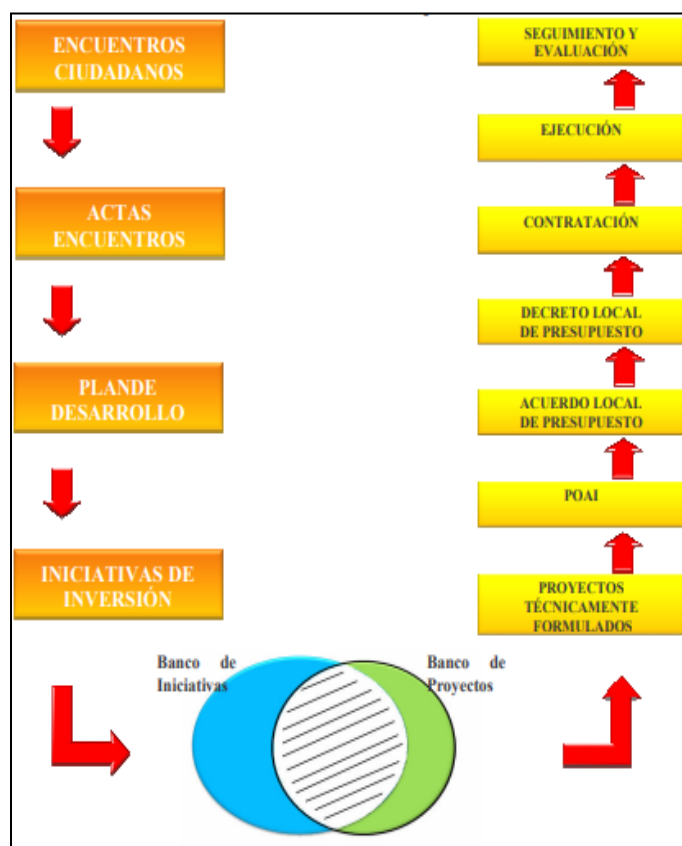 ENCUENTROS
CIUDADANOS
ACTAS
ENCUENTROS
PLANDE
DESARROLLO
INICIATIVAS DE
INVERSIÓN
Banco de
Iniciativas
Banco de
Proyectos
PROYECTOS
TÉCNICAMENTE
FORMULADOS
POAI
ACUERDO LOCAL
DE PRESUPUESTO
DECRETO LOCAL
DE PRESUPUESTO
CONTRATACIÓN
EJECUCIÓN
SEGUIMIENTO Y
EVALUACIÓN